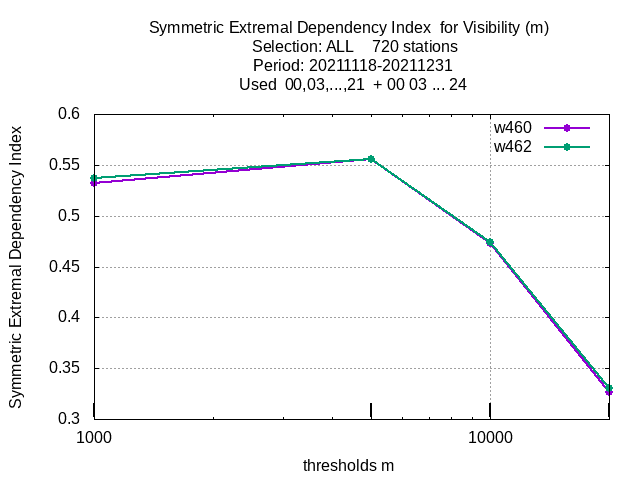 Symmetric Extremal Dependency Index  for Visibility (m)
Selection: ALL    720 stations
Period: 20211118-20211231
Used  00,03,...,21  + 00 03 ... 24
w460
w462
0.6
0.55
0.5
0.45
0.4
0.35
0.3
Symmetric Extremal Dependency Index
1000
10000
thresholds m